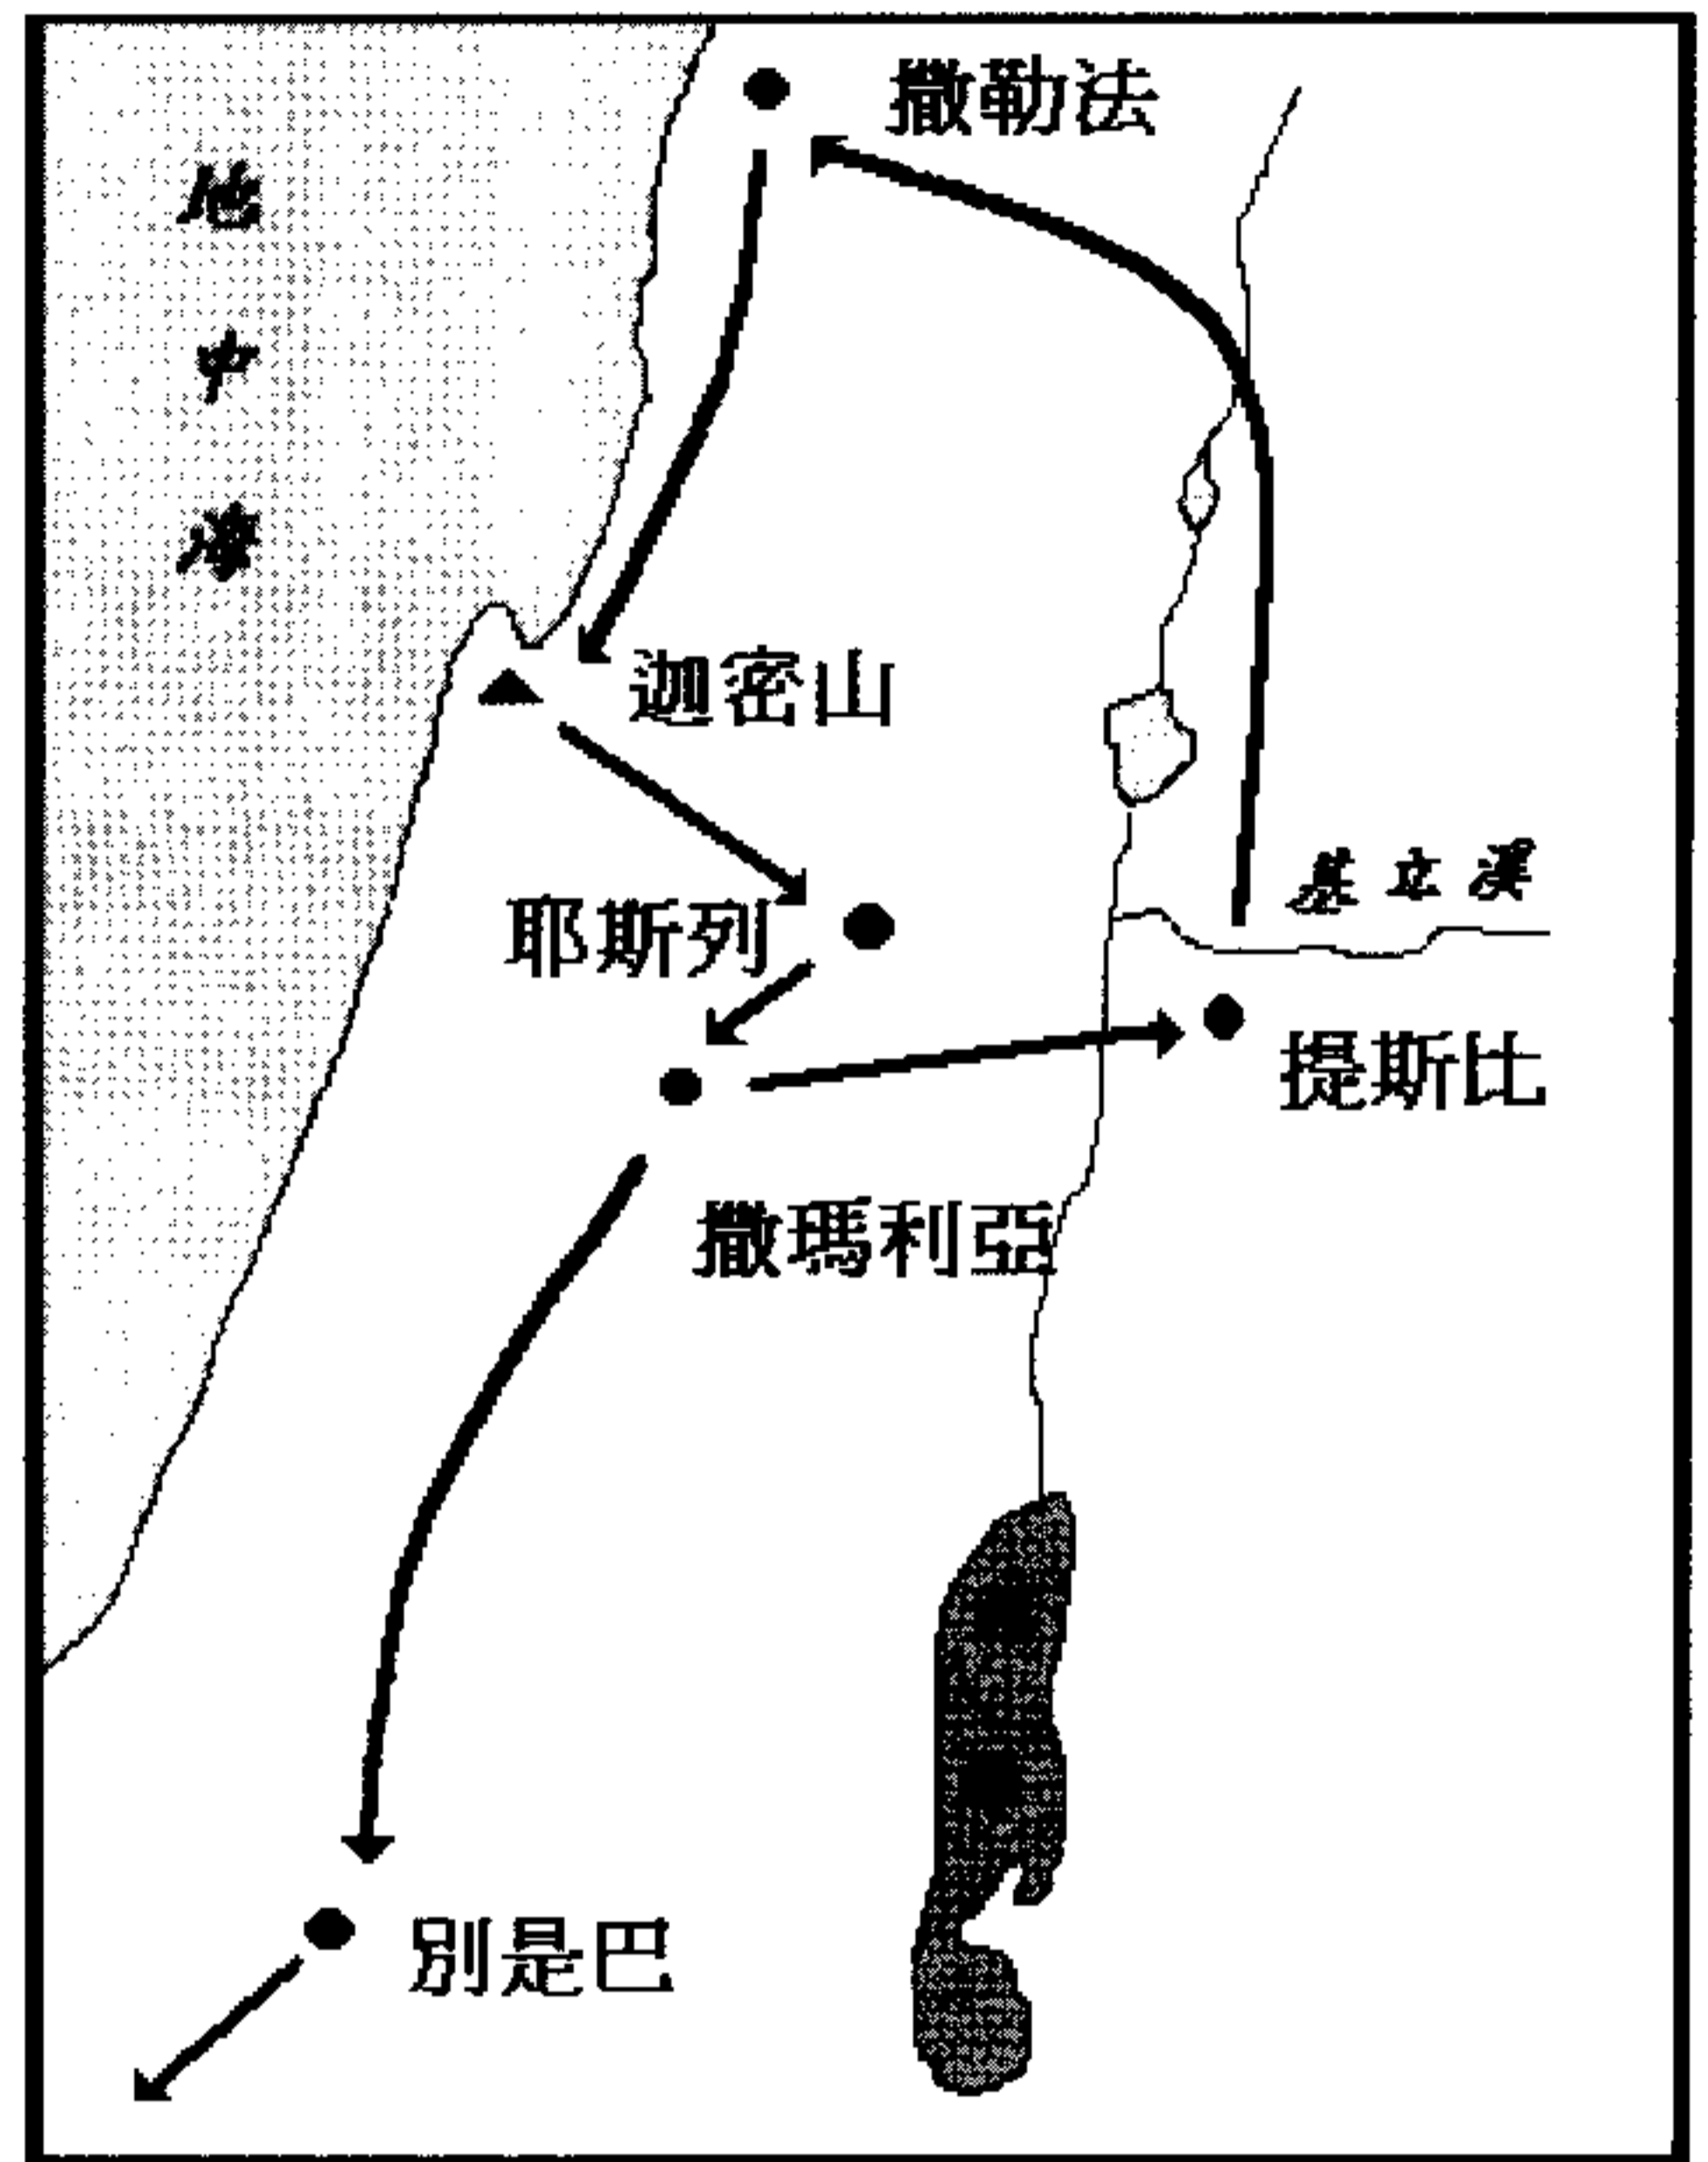 撒勒法
地中海
迦密山
基立溪
耶斯列
提斯比
撒瑪利亞
別是巴